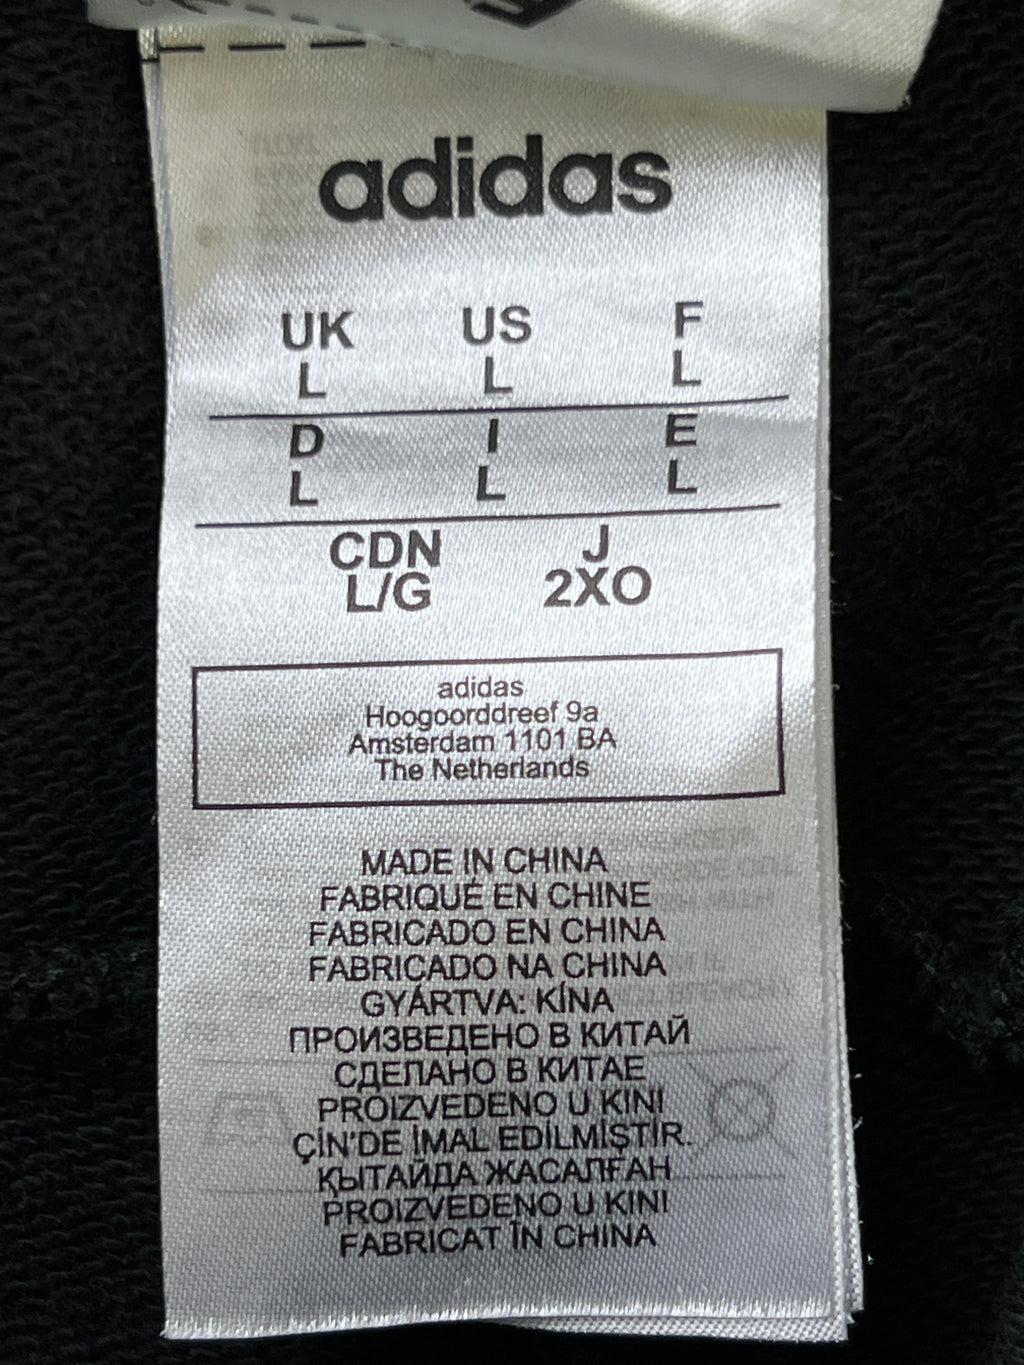 adidas
UK US F
L L L
D I E
L L L
CDN J
L/G 2XO
adidas
Hoogoorddreef 9a
Amsterdam 1101 BA
The Netherlands
MADE IN CHINA
FABRIQUÉ EN CHINE
FABRICADO EN CHINA
FABRICADO NA CHINA
GYÁRTVA: KÍNA
ПРОИЗВЕДЕНО В КИТАЙ
СДЕЛАНО В КИТАЕ
PROIZVEDENO U KINI
ÇİN'DE İMAL EDİLMİŞTİR.
ҚЫТАЙДА ЖАСАЛҒАН
PROIZVEDENO U KINI
FABRICAT ÎN CHINA